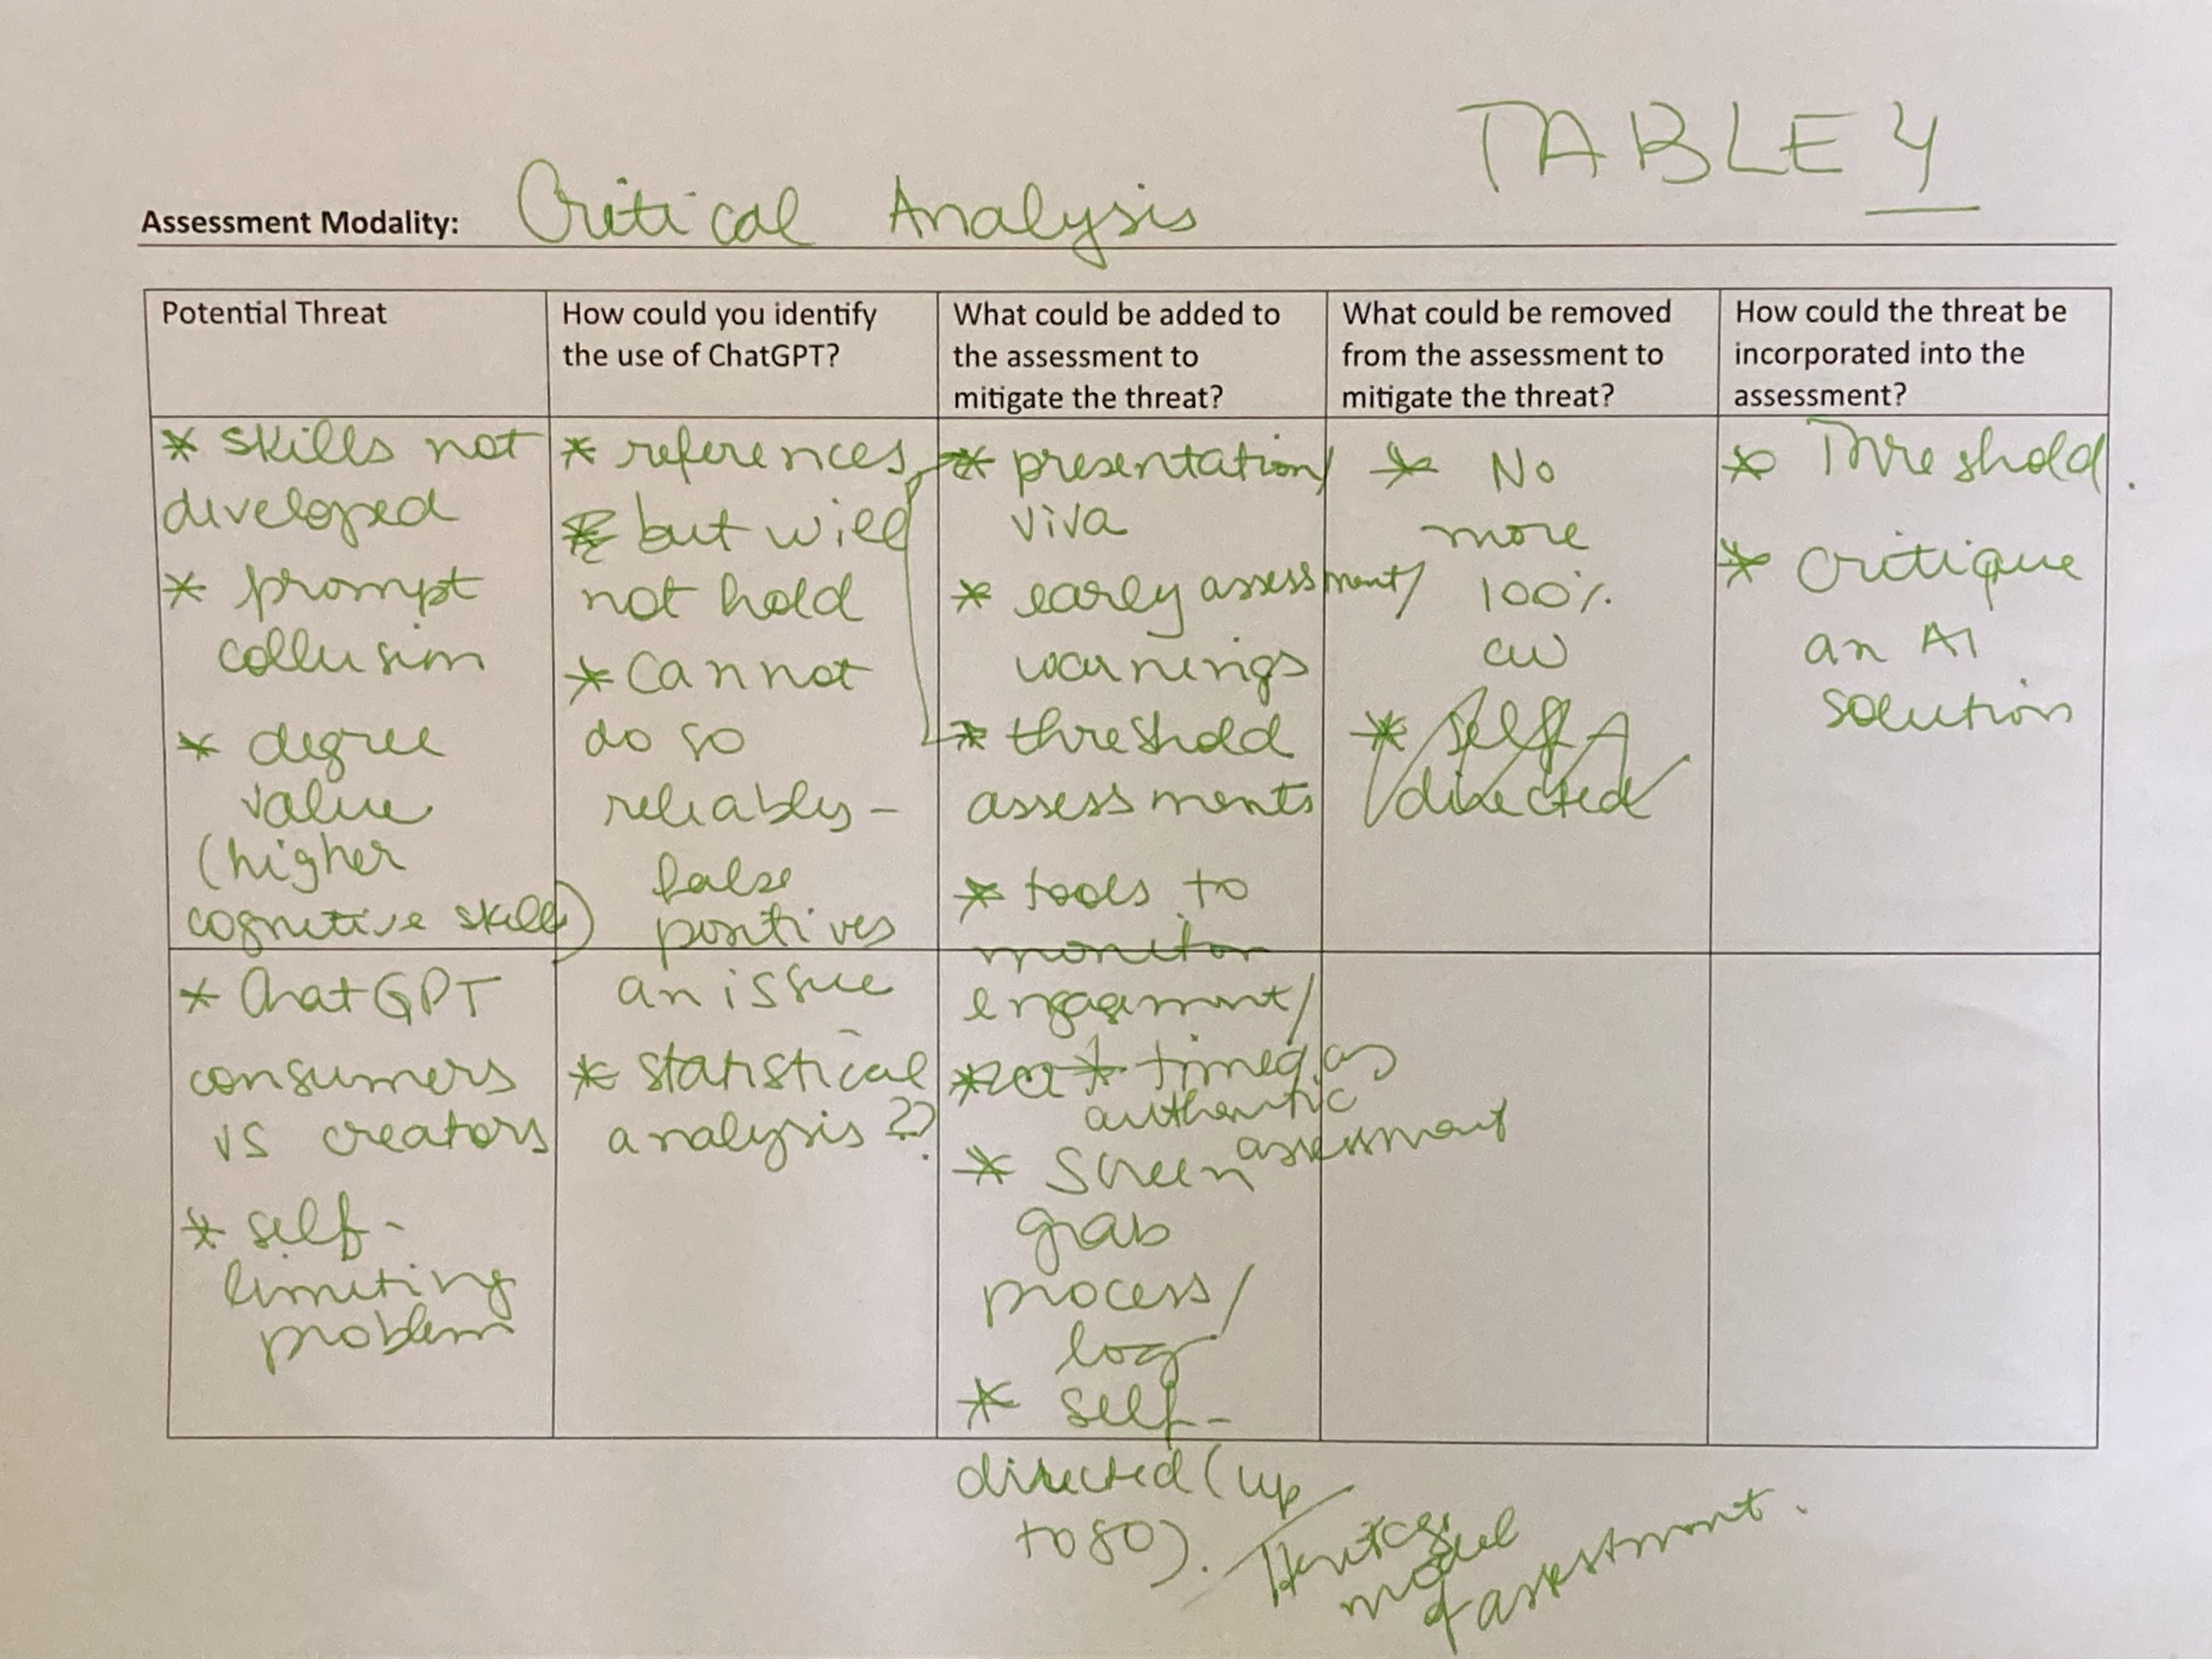 TABLE 4
Assessment Modality: Critical Analysis
Potential Threat
* skills not
developed
* prompt
collusion
* degree
value
(higher
cognitive skills)
* ChatGPT
consumers
vs creators
* self-
limiting
problem
How could you identify
the use of ChatGPT?
* references
but will
not hold
* Cannot
do so
reliably -
false
positives
an issue
* statistical
analysis ??
What could be added to
the assessment to
mitigate the threat?
* presentation/
viva
* early assessment/
warnings
* threshold
assessments
* tools to
monitor
engagement/
* timed as
authentic
assessment
* Screen
grab
process/
log
* self-
directed (up
to 80).
model
of assessment.
What could be removed
from the assessment to
mitigate the threat?
* No
more
100%
CW
* self
directed
How could the threat be
incorporated into the
assessment?
* Threshold.
* Critique
an AI
solution